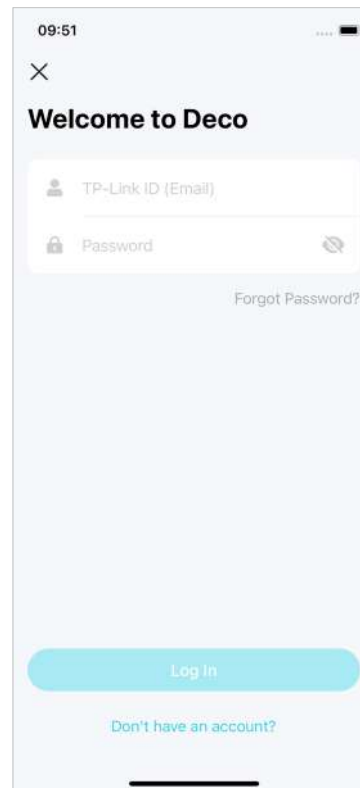 09:51
Welcome to Deco
TP-Link ID (Email)
Password
Forgot Password?
Log In
Don't have an account?